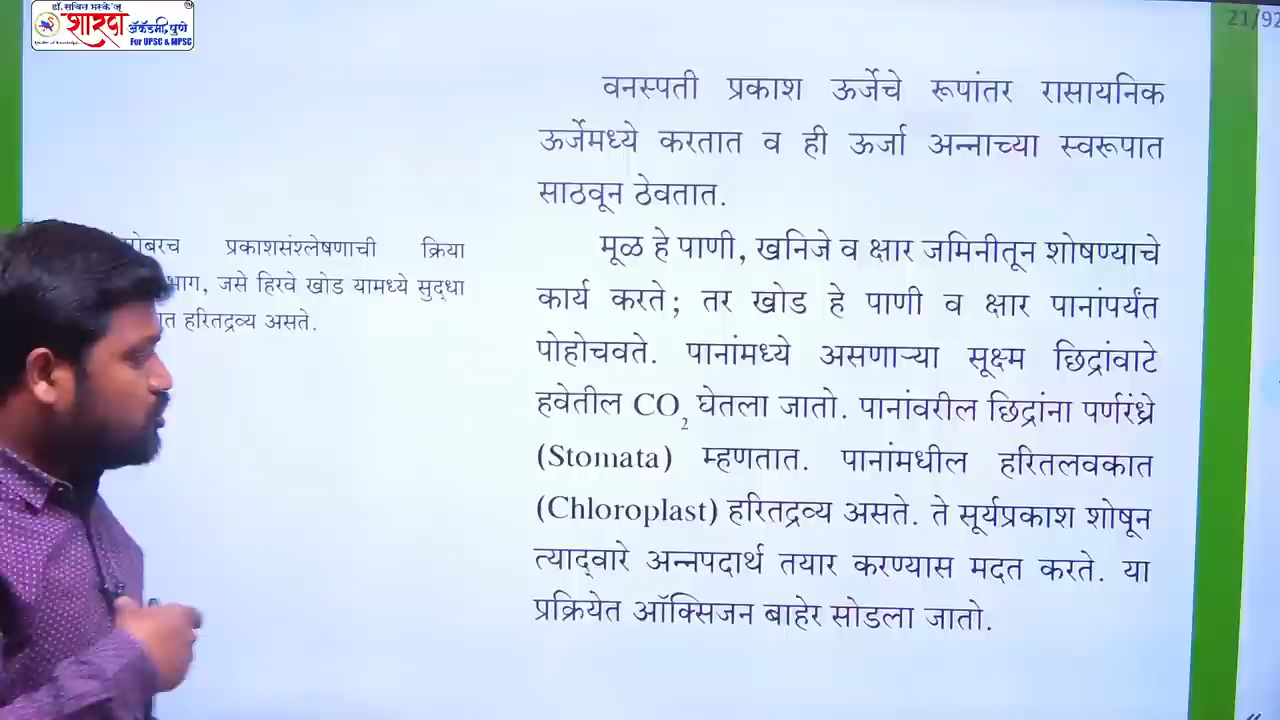 डॉ. सचिन भस्के'ज्
शारदा
अ‍ॅकॅडमी, पुणे
For UPSC & MPSC
21/92
वनस्पती प्रकाश ऊर्जेचे रूपांतर रासायनिक
ऊर्जेमध्ये करतात व ही ऊर्जा अन्नाच्या स्वरूपात
साठवून ठेवतात.
प्रकाशसंश्लेषणाची क्रिया
भाग, जसे हिरवे खोड यामध्ये सुद्धा
हरितद्रव्य असते.
मूळ हे पाणी, खनिजे व क्षार जमिनीतून शोषण्याचे
कार्य करते; तर खोड हे पाणी व क्षार पानांपर्यंत
पोहोचवते. पानांमध्ये असणाऱ्या सूक्ष्म छिद्रांवाटे
हवेतील CO₂ घेतला जातो. पानांवरील छिद्रांना पर्णरंध्रे
(Stomata) म्हणतात. पानांमधील हरितलवकात
(Chloroplast) हरितद्रव्य असते. ते सूर्यप्रकाश शोषून
त्याद्‌वारे अन्नपदार्थ तयार करण्यास मदत करते. या
प्रक्रियेत ऑक्सिजन बाहेर सोडला जातो.